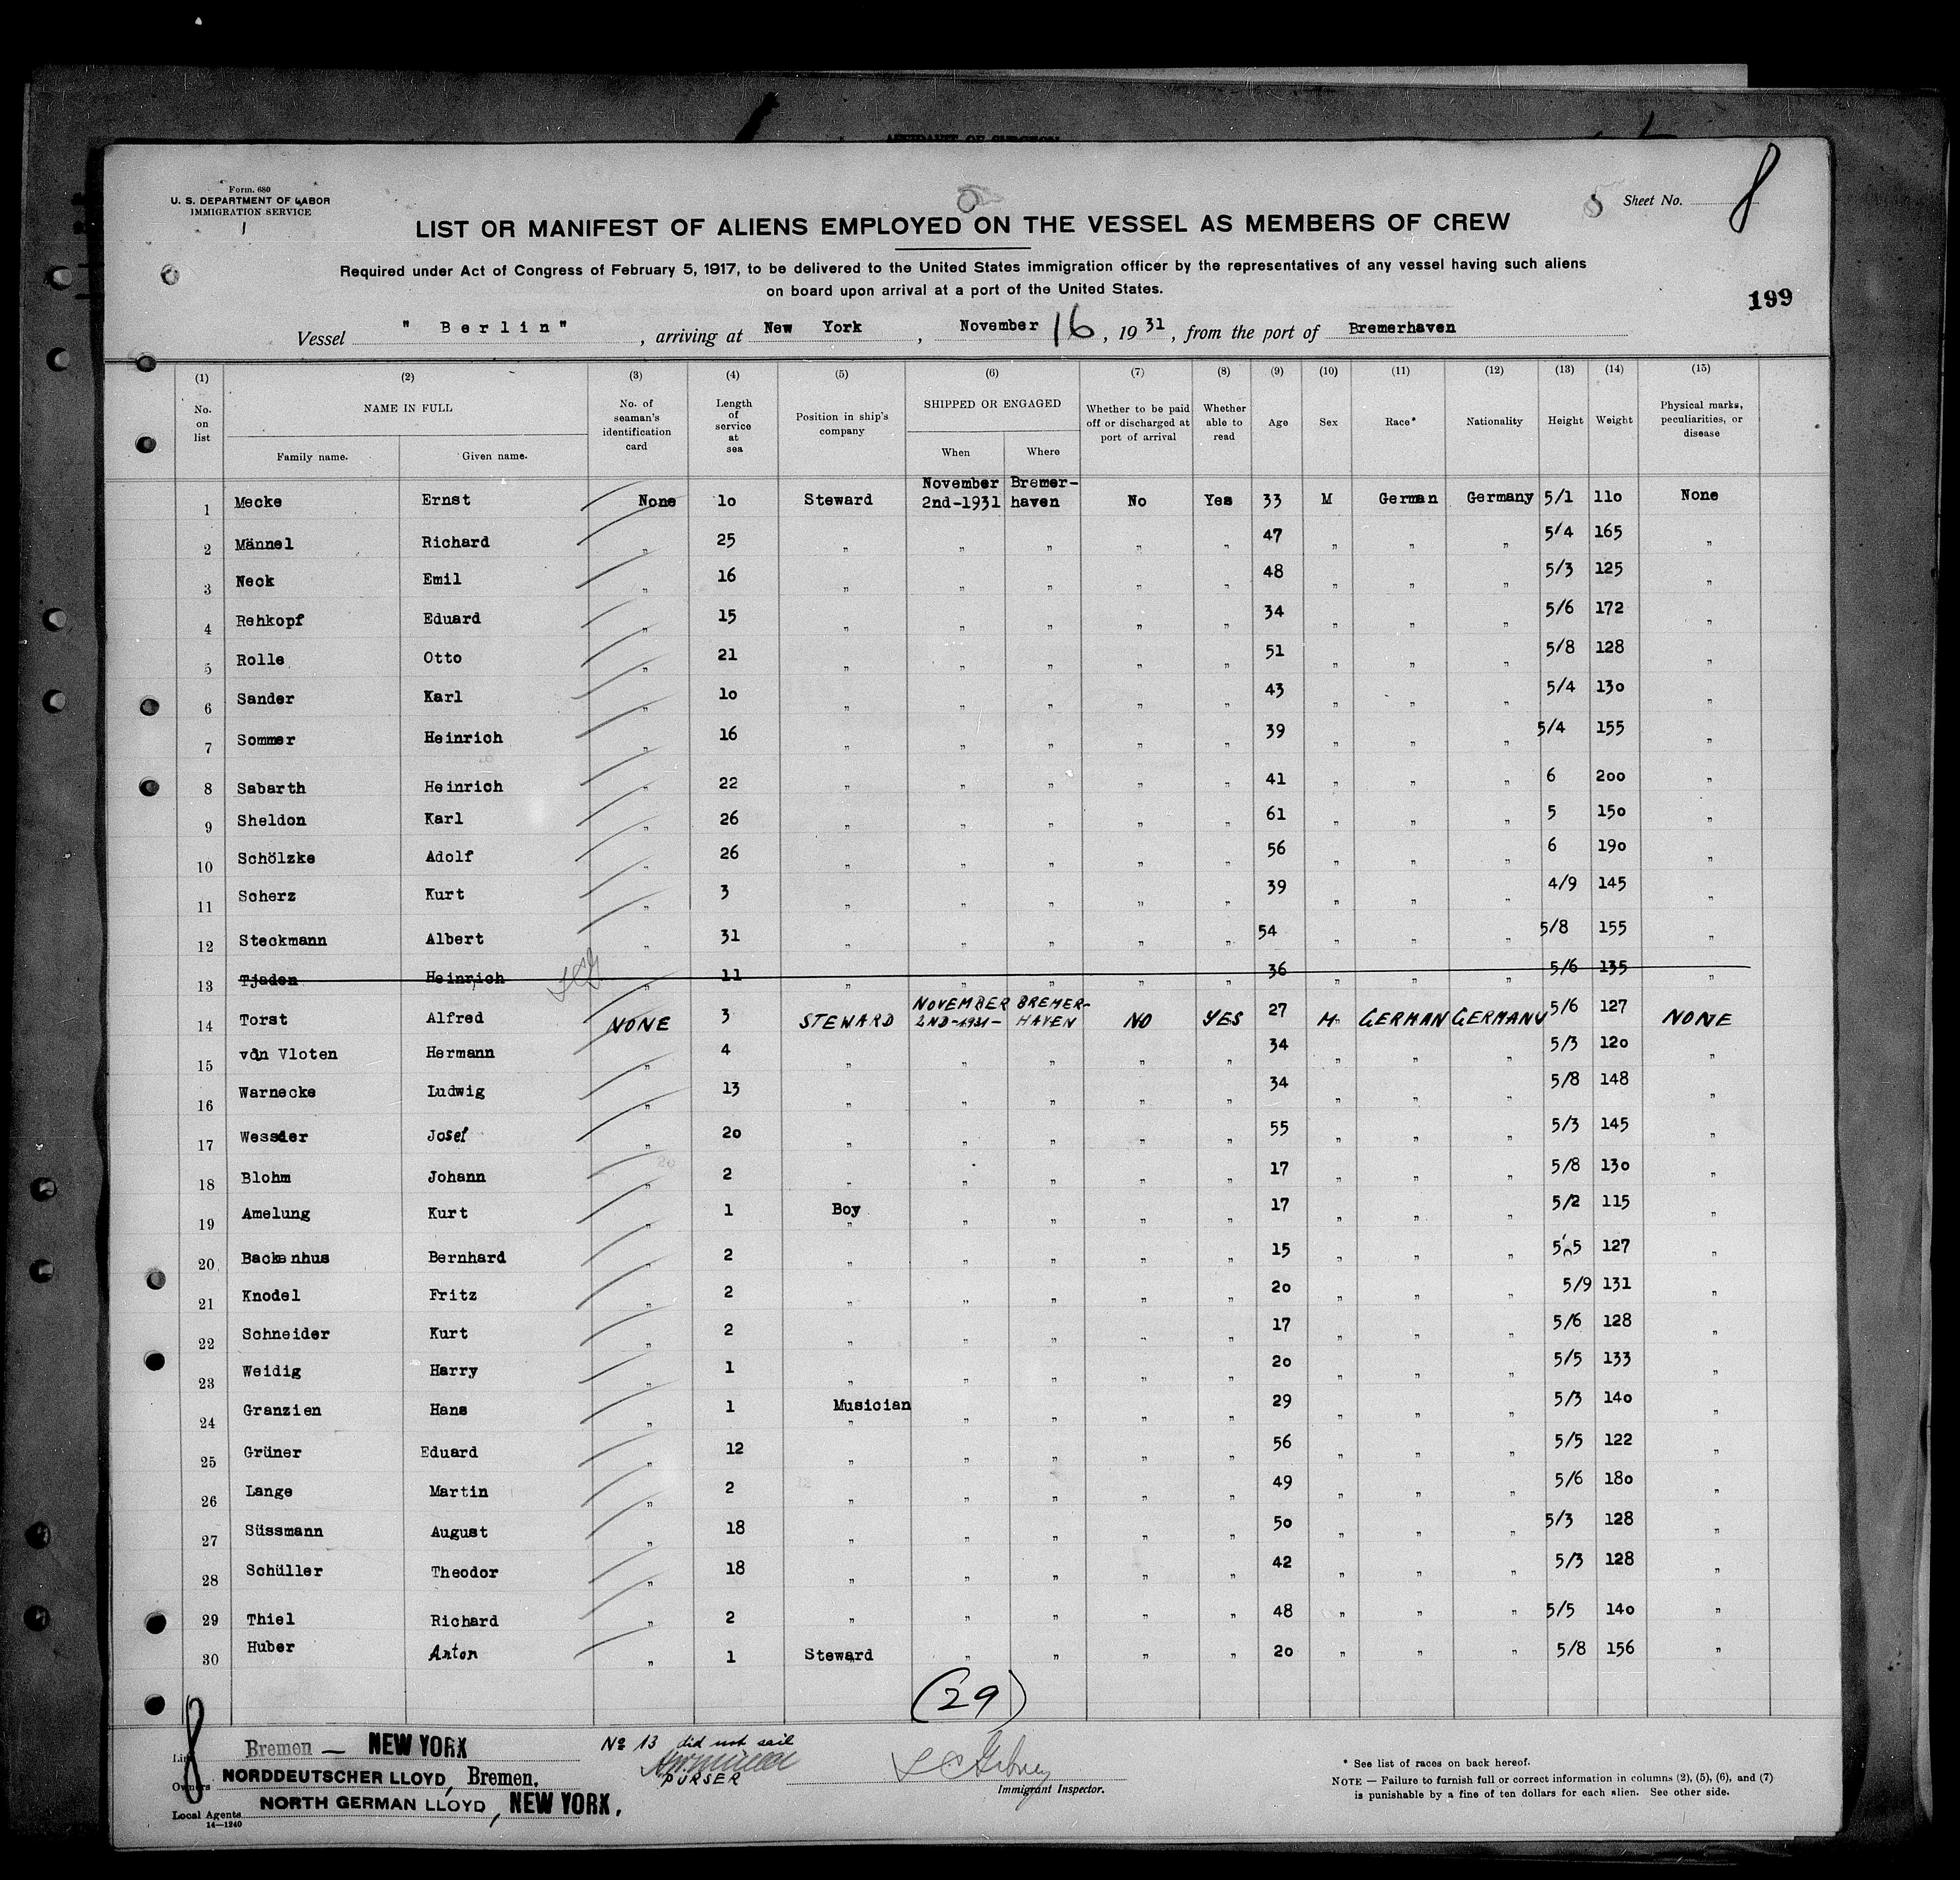 AFFIDAVIT OF SURGEON
Form. 680
U. S. DEPARTMENT OF LABOR
IMMIGRATION SERVICE
1
Sheet No. 8
LIST OR MANIFEST OF ALIENS EMPLOYED ON THE VESSEL AS MEMBERS OF CREW
Required under Act of Congress of February 5, 1917, to be delivered to the United States immigration officer by the representatives of any vessel having such aliens
on board upon arrival at a port of the United States.
199
Vessel "Berlin", arriving at New York, November 16, 1931, from the port of Bremerhaven
(1) (2) (3) (4) (5) (6) (7) (8) (9) (10) (11) (12) (13) (14) (15)
No. on list NAME IN FULL Family name. Given name. No. of seaman's identification card Length of service at sea Position in ship's company SHIPPED OR ENGAGED When Where Whether to be paid off or discharged at port of arrival Whether able to read Age Sex Race* Nationality Height Weight Physical marks, peculiarities, or disease
1 Mecke Ernst None 10 Steward November 2nd-1931 Bremer-haven No Yes 33 M German Germany 5/1 110 None
2 Männel Richard " 25 " " " " " 47 " " " 5/4 165 "
3 Neck Emil " 16 " " " " " 48 " " " 5/3 125 "
4 Rehkopf Eduard " 15 " " " " " 34 " " " 5/6 172 "
5 Rolle Otto " 21 " " " " " 51 " " " 5/8 128 "
6 Sander Karl " 10 " " " " " 43 " " " 5/4 130 "
7 Sommer Heinrich " 16 " " " " " 39 " " " 5/4 155 "
8 Sabarth Heinrich " 22 " " " " " 41 " " " 6 200 "
9 Sheldon Karl " 26 " " " " " 61 " " " 5 150 "
10 Schölzke Adolf " 26 " " " " " 56 " " " 6 190 "
11 Scherz Kurt " 3 " " " " " 39 " " " 4/9 145 "
12 Steckmann Albert " 31 " " " " " 54 " " " 5/8 155 "
13 Tjaden Heinrich " 11 " " " " " 36 " " " 5/6 135 "
14 Torst Alfred NONE 3 STEWARD NOVEMBER 2ND-1931- BREMER-HAVEN NO YES 27 M GERMAN GERMANY 5/6 127 NONE
15 van Vloten Hermann " 4 " " " " " 34 " " " 5/3 120 "
16 Warnecke Ludwig " 13 " " " " " 34 " " " 5/8 148 "
17 Wessler Josef " 20 " " " " " 55 " " " 5/3 145 "
18 Blohm Johann " 2 " " " " " 17 " " " 5/8 130 "
19 Amelung Kurt " 1 Boy " " " " 17 " " " 5/2 115 "
20 Backenhus Bernhard " 2 " " " " " 15 " " " 5/5 127 "
21 Knodel Fritz " 2 " " " " " 20 " " " 5/9 131 "
22 Schneider Kurt " 2 " " " " " 17 " " " 5/6 128 "
23 Weidig Harry " 1 " " " " " 20 " " " 5/5 133 "
24 Granzien Hans " 1 Musician " " " " 29 " " " 5/3 140 "
25 Grüner Eduard " 12 " " " " " 56 " " " 5/5 122 "
26 Lange Martin " 2 " " " " " 49 " " " 5/6 180 "
27 Süssmann August " 18 " " " " " 50 " " " 5/3 128 "
28 Schüller Theodor " 18 " " " " " 42 " " " 5/3 128 "
29 Thiel Richard " 2 " " " " " 48 " " " 5/5 140 "
30 Huber Anton " 1 Steward " " " " 20 " " " 5/8 156 "
(29)
8
Line Bremen — NEW YORK
Owners NORDDEUTSCHER LLOYD, Bremen.
Local Agents NORTH GERMAN LLOYD, NEW YORK.
14—1240
No 13 did not sail
PURSER
Immigrant Inspector.
* See list of races on back hereof.
NOTE — Failure to furnish full or correct information in columns (2), (5), (6), and (7)
is punishable by a fine of ten dollars for each alien. See other side.